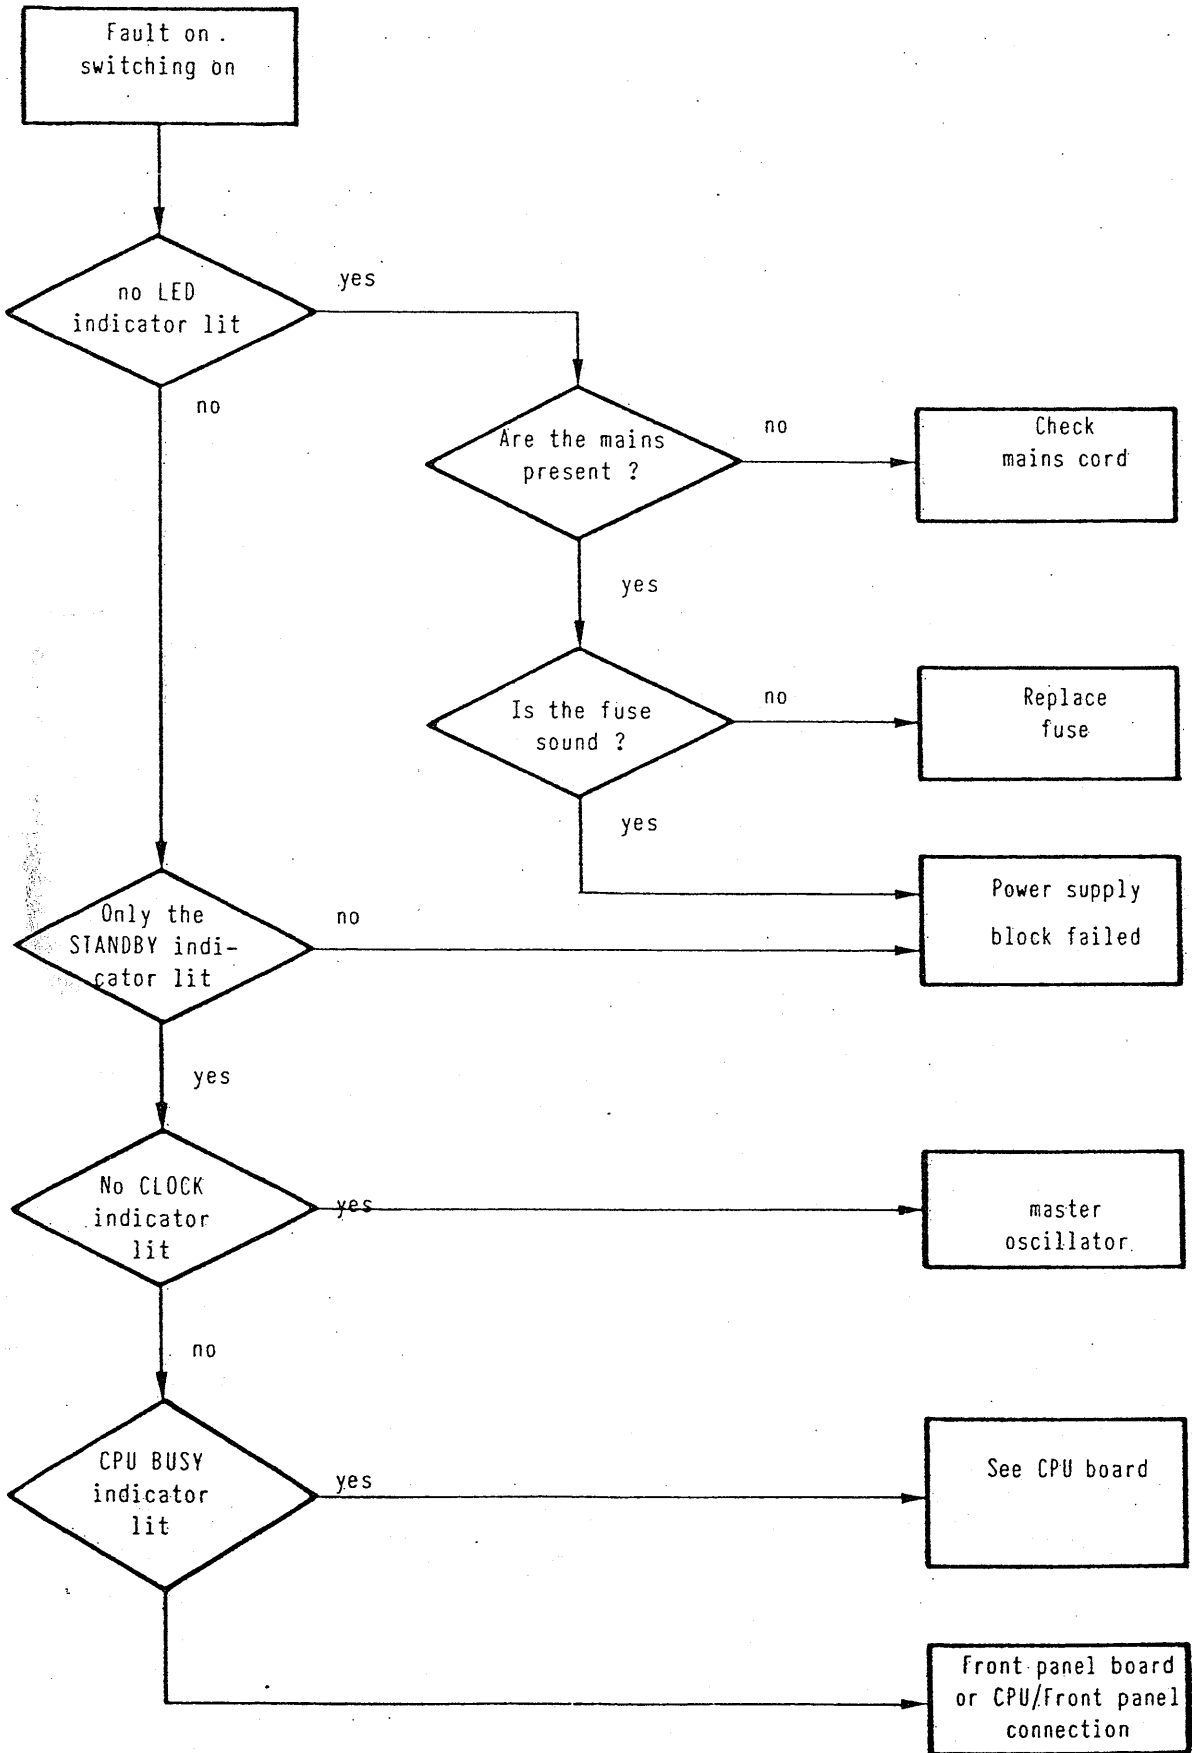 Fault on.
switching on
no LED
indicator lit
yes
no
Are the mains
present ?
no
Check
mains cord
yes
Is the fuse
sound ?
no
Replace
fuse
yes
Only the
STANDBY indi-
cator lit
no
Power supply
block failed
yes
No CLOCK
indicator
lit
yes
master
oscillator
no
CPU BUSY
indicator
lit
yes
See CPU board
Front panel board
or CPU/Front panel
connection